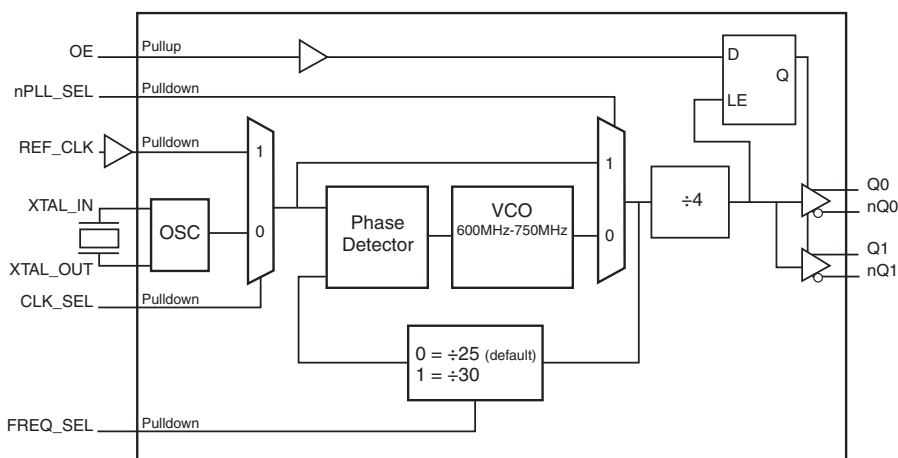 OE
Pullup
D
Q
LE
nPLL_SEL
Pulldown
REF_CLK
Pulldown
1
0
1
0
XTAL_IN
OSC
XTAL_OUT
Phase
Detector
VCO
600MHz-750MHz
÷4
Q0
nQ0
Q1
nQ1
CLK_SEL
Pulldown
0 = ÷25 (default)
1 = ÷30
FREQ_SEL
Pulldown